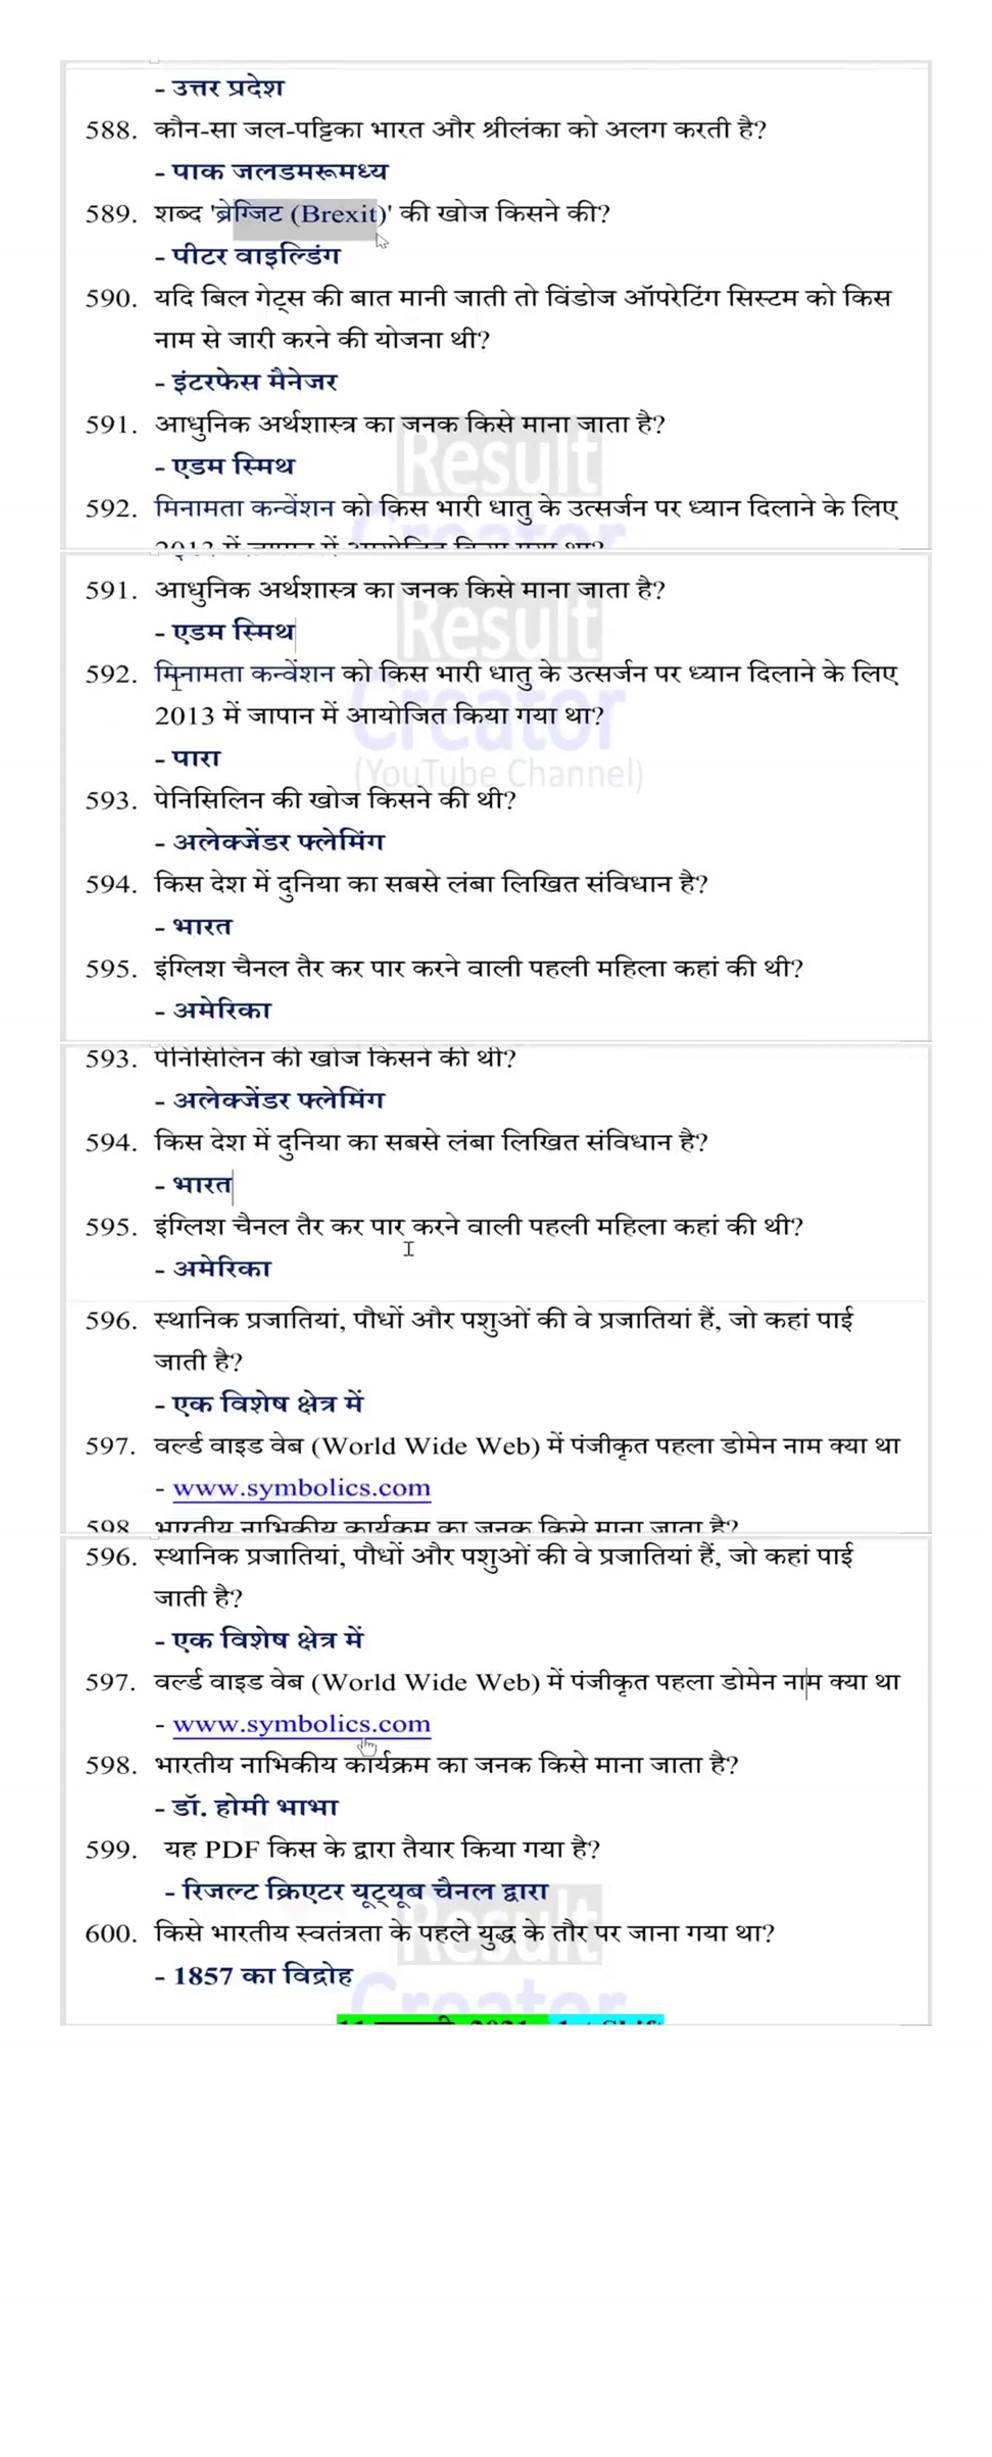 - उत्तर प्रदेश
588. कौन-सा जल-पट्टिका भारत और श्रीलंका को अलग करती है?
- पाक जलडमरूमध्य
589. शब्द 'ब्रेग्जिट (Brexit)' की खोज किसने की?
- पीटर वाइल्डिंग
590. यदि बिल गेट्स की बात मानी जाती तो विंडोज ऑपरेटिंग सिस्टम को किस
नाम से जारी करने की योजना थी?
- इंटरफेस मैनेजर
591. आधुनिक अर्थशास्त्र का जनक किसे माना जाता है?
Result
- एडम स्मिथ
592. मिनामता कन्वेंशन को किस भारी धातु के उत्सर्जन पर ध्यान दिलाने के लिए
Creator
2013 में जापान में आयोजित किया गया था?
591. आधुनिक अर्थशास्त्र का जनक किसे माना जाता है?
Result
- एडम स्मिथ
592. मिनामता कन्वेंशन को किस भारी धातु के उत्सर्जन पर ध्यान दिलाने के लिए
2013 में जापान में आयोजित किया गया था?
Creator
- पारा
(YouTube Channel)
593. पेनिसिलिन की खोज किसने की थी?
- अलेक्जेंडर फ्लेमिंग
594. किस देश में दुनिया का सबसे लंबा लिखित संविधान है?
- भारत
595. इंग्लिश चैनल तैर कर पार करने वाली पहली महिला कहां की थी?
- अमेरिका
593. पेनिसिलिन की खोज किसने की थी?
- अलेक्जेंडर फ्लेमिंग
594. किस देश में दुनिया का सबसे लंबा लिखित संविधान है?
- भारत
595. इंग्लिश चैनल तैर कर पार करने वाली पहली महिला कहां की थी?
- अमेरिका
596. स्थानिक प्रजातियां, पौधों और पशुओं की वे प्रजातियां हैं, जो कहां पाई
जाती है?
- एक विशेष क्षेत्र में
597. वर्ल्ड वाइड वेब (World Wide Web) में पंजीकृत पहला डोमेन नाम क्या था
- www.symbolics.com
598. भारतीय नाभिकीय कार्यक्रम का जनक किसे माना जाता है?
596. स्थानिक प्रजातियां, पौधों और पशुओं की वे प्रजातियां हैं, जो कहां पाई
जाती है?
- एक विशेष क्षेत्र में
597. वर्ल्ड वाइड वेब (World Wide Web) में पंजीकृत पहला डोमेन नाम क्या था
- www.symbolics.com
598. भारतीय नाभिकीय कार्यक्रम का जनक किसे माना जाता है?
- डॉ. होमी भाभा
599. यह PDF किस के द्वारा तैयार किया गया है?
- रिजल्ट क्रिएटर यूट्यूब चैनल द्वारा
Result
600. किसे भारतीय स्वतंत्रता के पहले युद्ध के तौर पर जाना गया था?
- 1857 का विद्रोह
Creator